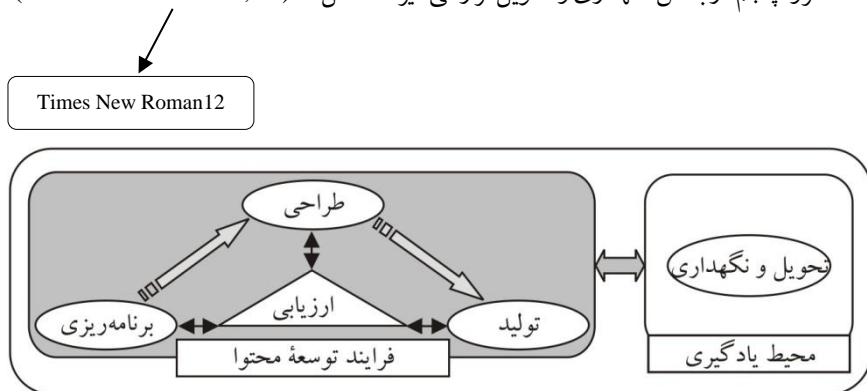 Times New Roman12
طراحی
ارزیابی
برنامه‌ریزی
تولید
فرایند توسعهٔ محتوا
تحویل و نگهداری
محیط یادگیری